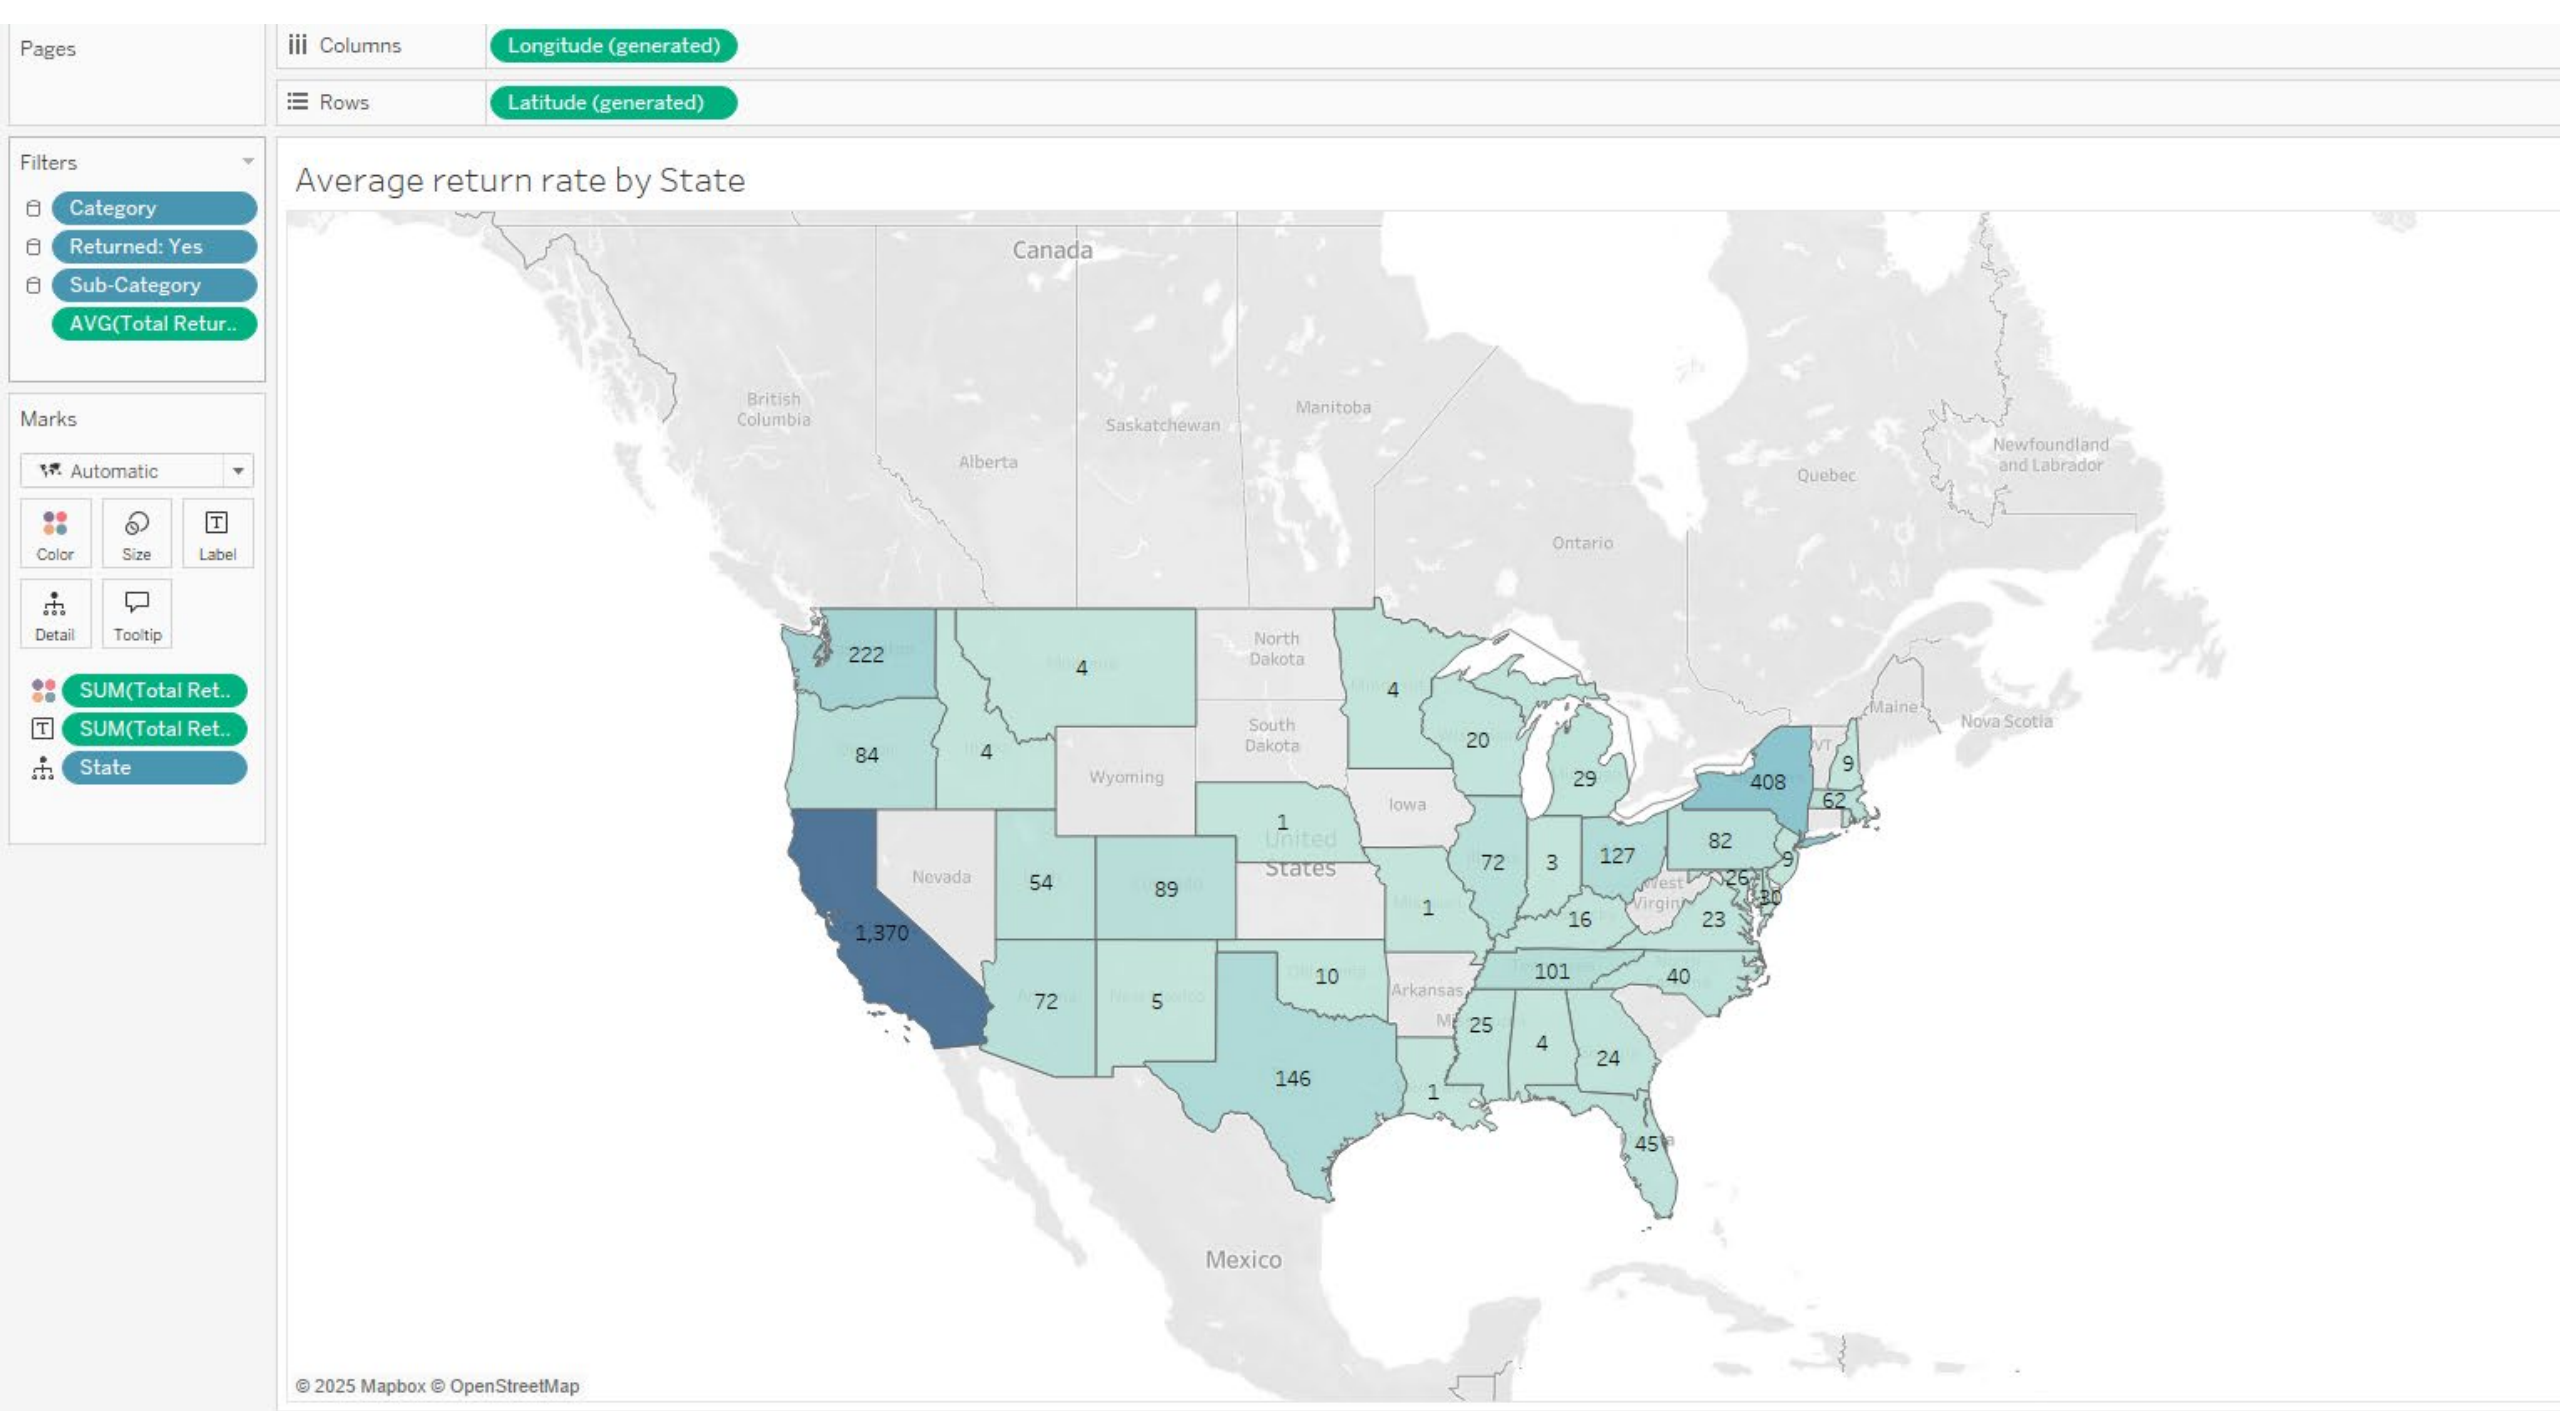 Pages
Columns
Longitude (generated)
Rows
Latitude (generated)
Filters
Category
Returned: Yes
Sub-Category
AVG(Total Retur..
Marks
Automatic
Color
Size
Label
Detail
Tooltip
SUM(Total Ret..
SUM(Total Ret..
State
Average return rate by State
Canada
British
Columbia
Alberta
Saskatchewan
Manitoba
Ontario
Quebec
Newfoundland
and Labrador
Nova Scotia
Maine
VT
North
Dakota
South
Dakota
Wyoming
Iowa
Nevada
United
States
West
Virgin
Arkansas
Mexico
222
4
4
84
4
20
29
408
9
62
1
1,370
54
89
72
3
127
82
9
26
30
1
16
23
72
5
10
101
40
146
25
4
24
1
45
© 2025 Mapbox © OpenStreetMap